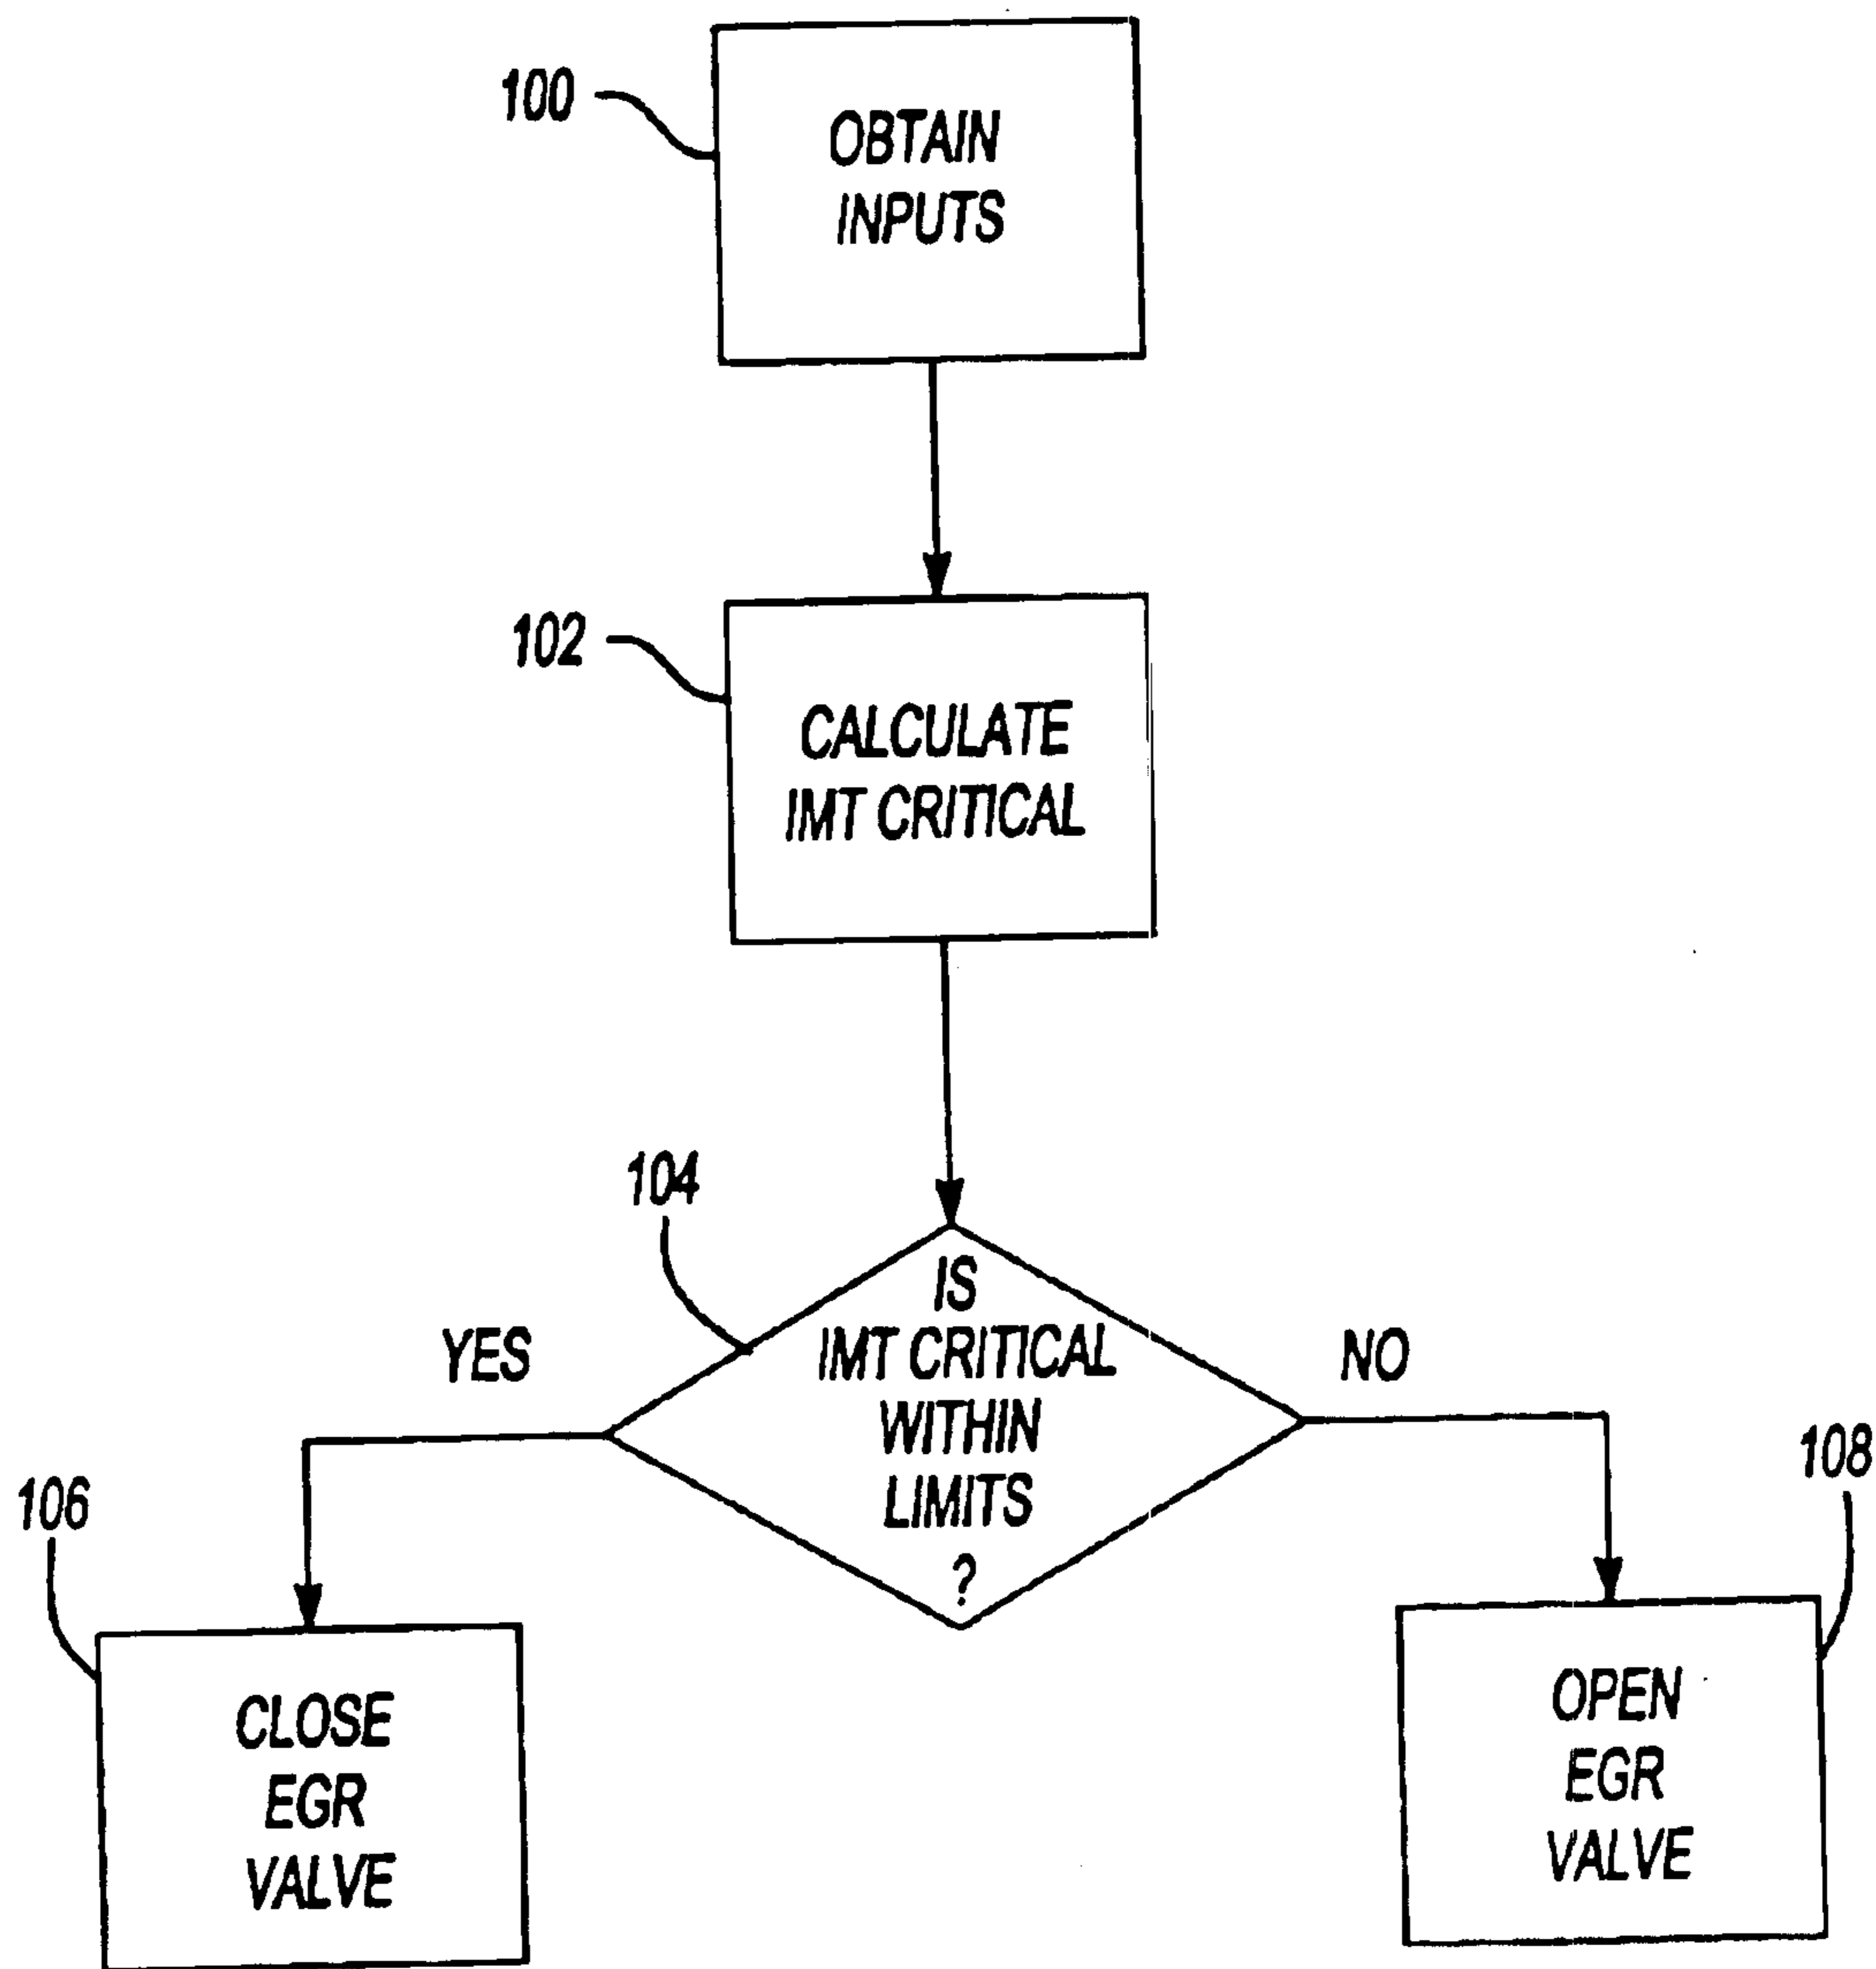 100
OBTAIN
INPUTS
102
CALCULATE
IMT CRITICAL
104
IS
IMT CRITICAL
WITHIN
LIMITS
?
YES
NO
106
108
CLOSE
EGR
VALVE
OPEN
EGR
VALVE